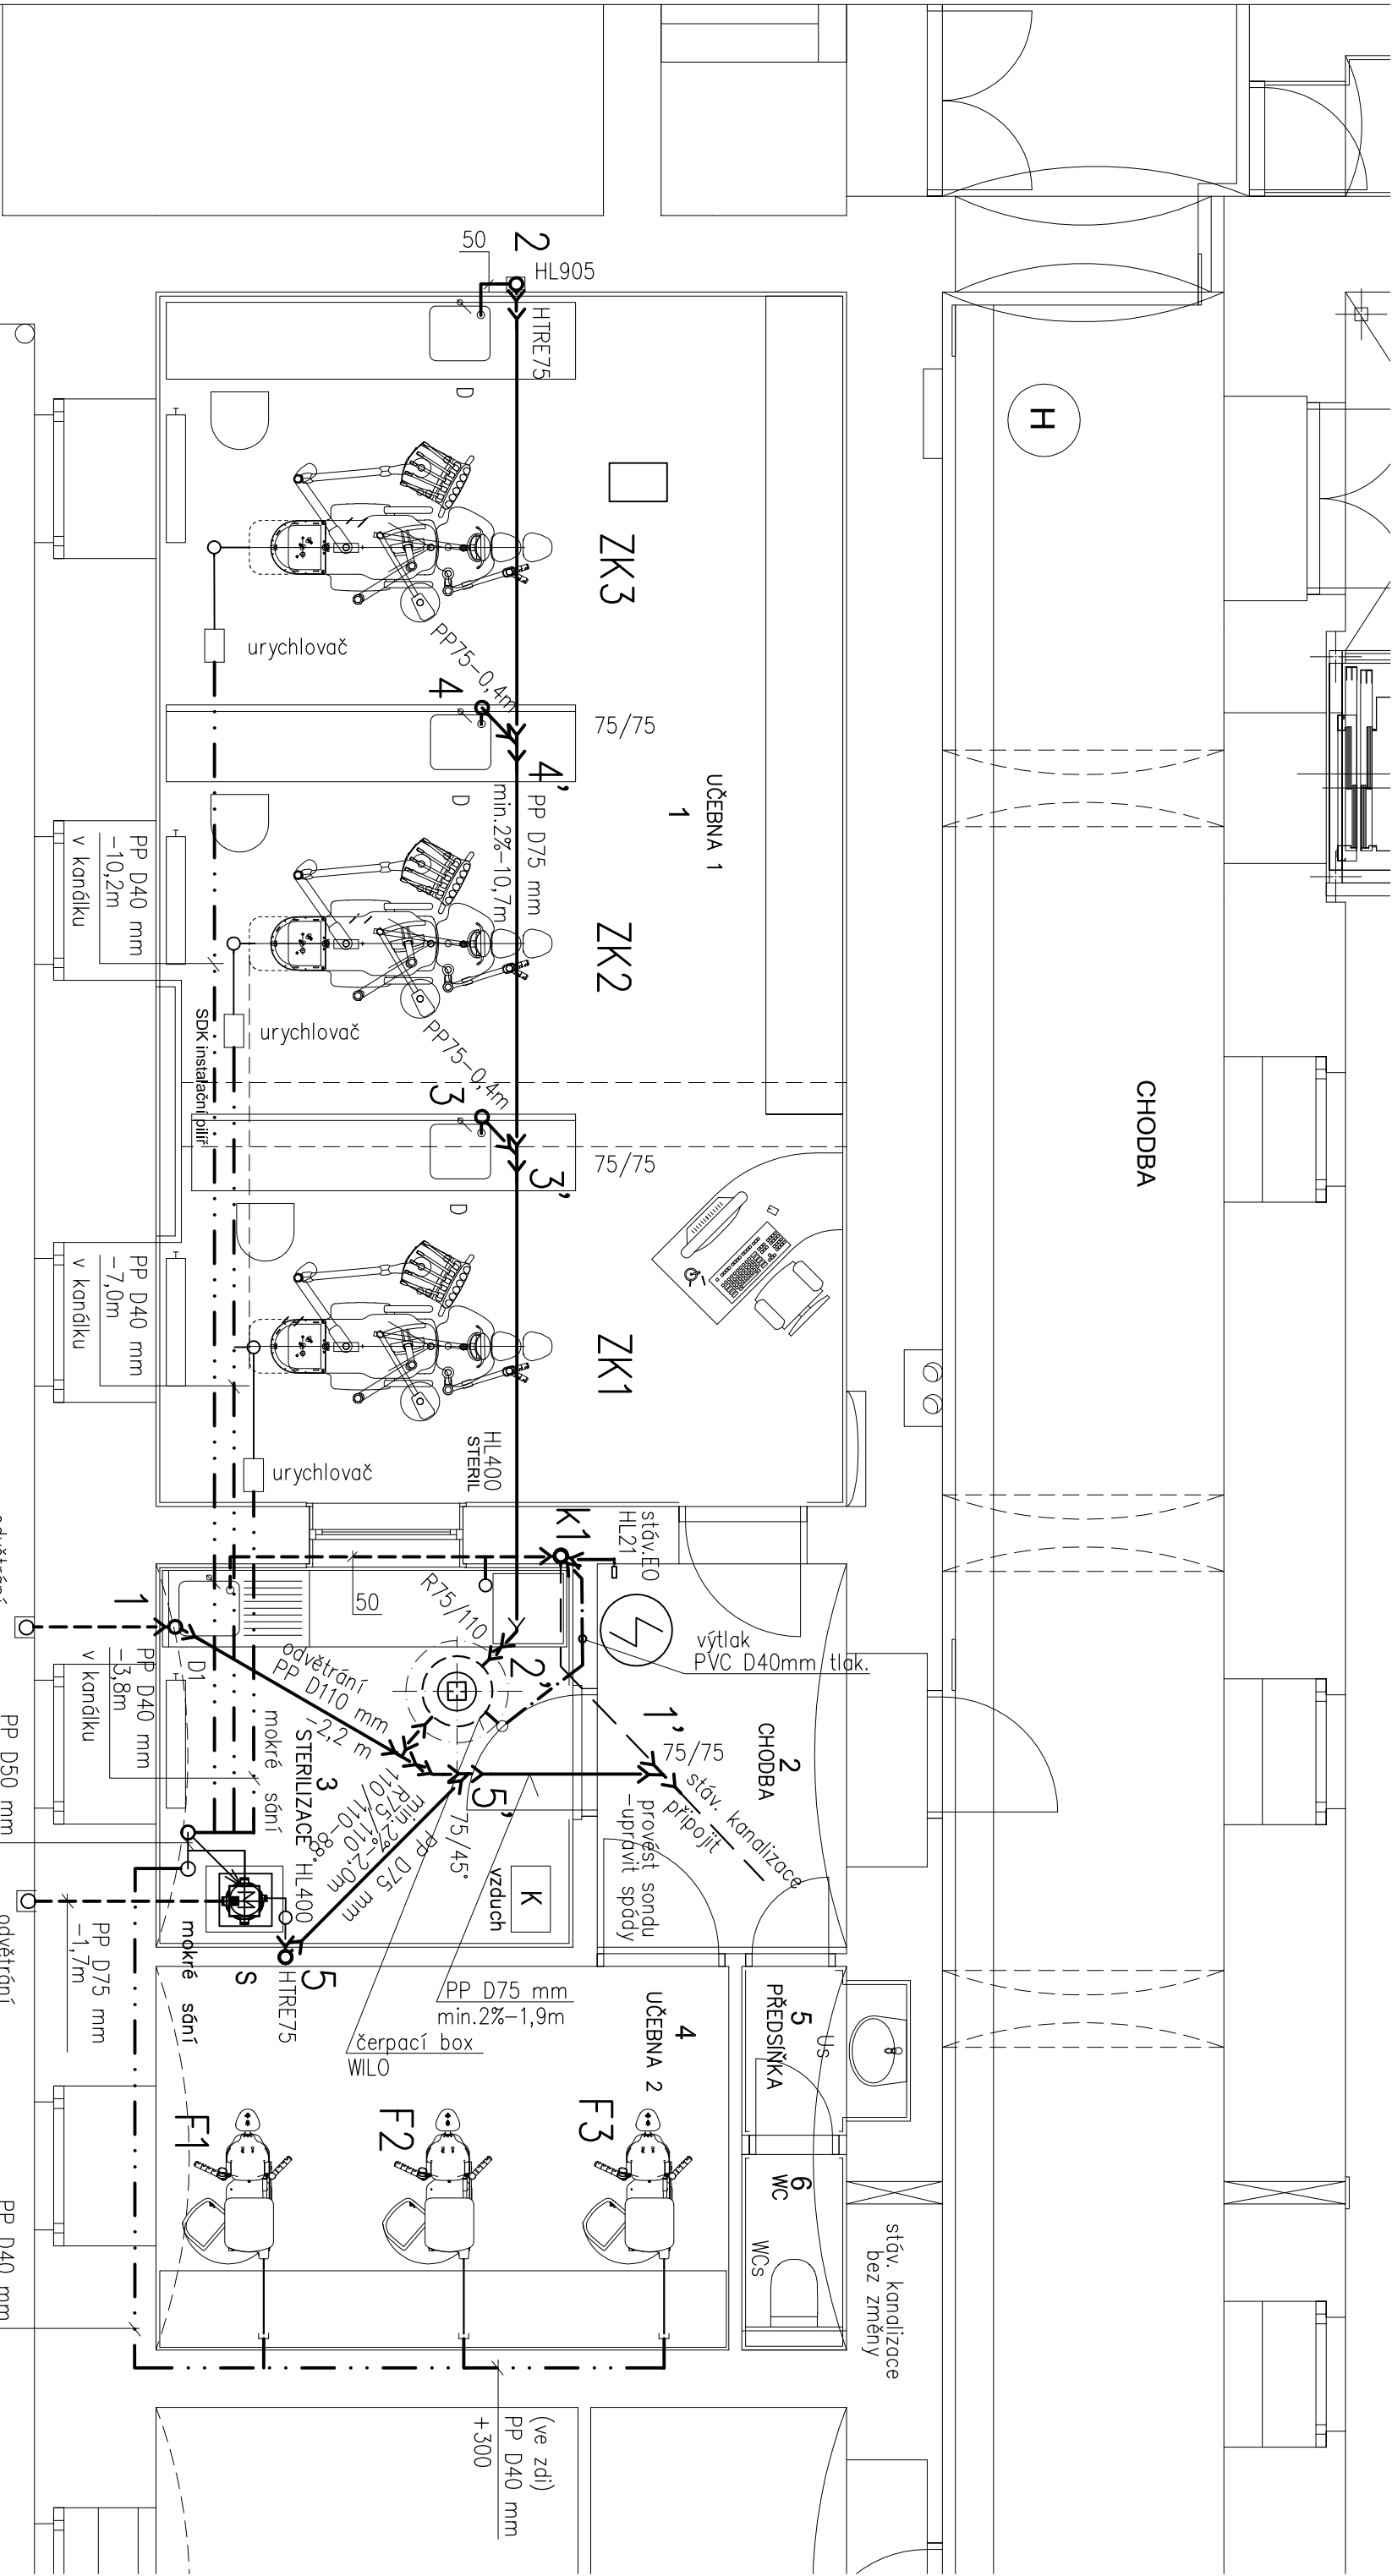 50
2
HL905
HTRE75
D
H
ZK3
PP75-0,4m
urychlovač
4
75/75
4'
PP D75 mm
min.2%-10,7m
UČEBNA 1
1
D
ZK2
PP D40 mm
-10,2m
v kanálku
urychlovač
SDK instalační pilíř
PP75-0,4m
3
75/75
3'
CHODBA
D
ZK1
PP D40 mm
-7,0m
v kanálku
urychlovač
HL400
STERIL
K1
stáv.EO
HL21
50
R75/110
1
D1
PP D40 mm
-3,8m
v kanálku
odvětrání
PP D110 mm
-2,2 m
2'
výtlak
PVC D40mm tlak.
1'
75/75
2
CHODBA
stáv. kanalizace
připojit
provést sondu
-upravit spády
mokré sání
3
STERILIZACE
HL400
5'
75/45°
PP D75 mm
min.2%-2,0m
R75/110
110/110-88°
K
vzduch
PP D50 mm
odvětrání
PP D75 mm
-1,7m
mokré sání
S
5
HTRE75
PP D75 mm
min.2%-1,9m
čerpací box
WILO
4
UČEBNA 2
5
PŘEDSIŇKA
Us
F1
F2
F3
6
WC
WCs
stáv. kanalizace
bez změny
PP D40 mm
(ve zdi)
PP D40 mm
+300